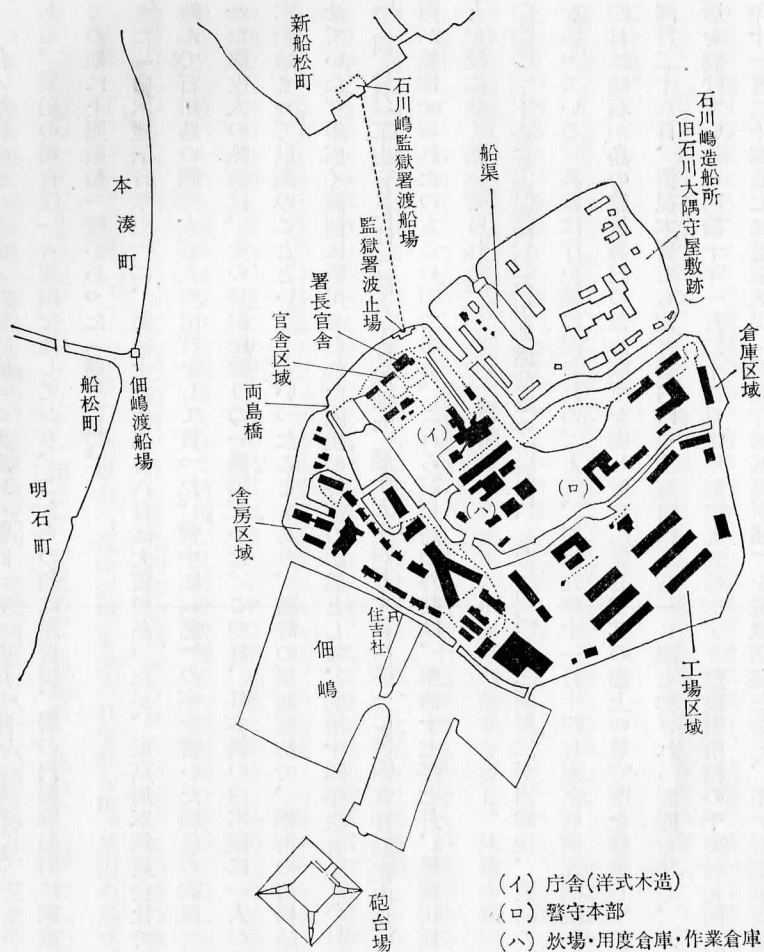 新船松町
石川嶋監獄署渡船場
石川嶋造船所
（旧石川大隅守屋敷跡）
船渠
監獄署波止場
署長官舎
官舎区域
両島橋
倉庫区域
本湊町
佃嶋渡船場
船松町
明石町
舎房区域
（イ）
（ロ）
（ハ）
住吉社
佃嶋
工場区域
砲台場
（イ） 庁舎（洋式木造）
（ロ） 警守本部
（ハ） 炊場・用度倉庫・作業倉庫